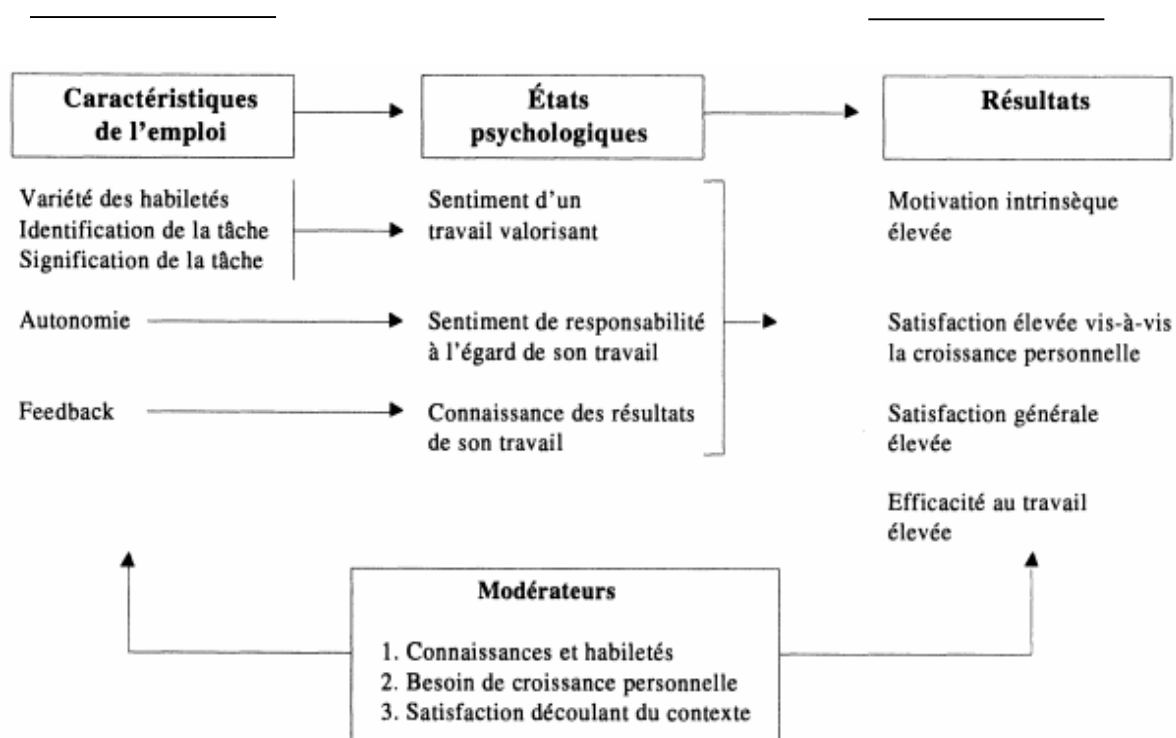 Caractéristiques
de l'emploi
États
psychologiques
Résultats
Variété des habiletés
Identification de la tâche
Signification de la tâche
Sentiment d'un
travail valorisant
Motivation intrinsèque
élevée
Autonomie
Sentiment de responsabilité
à l'égard de son travail
Satisfaction élevée vis-à-vis
la croissance personnelle
Feedback
Connaissance des résultats
de son travail
Satisfaction générale
élevée
Efficacité au travail
élevée
Modérateurs
1. Connaissances et habiletés
2. Besoin de croissance personnelle
3. Satisfaction découlant du contexte